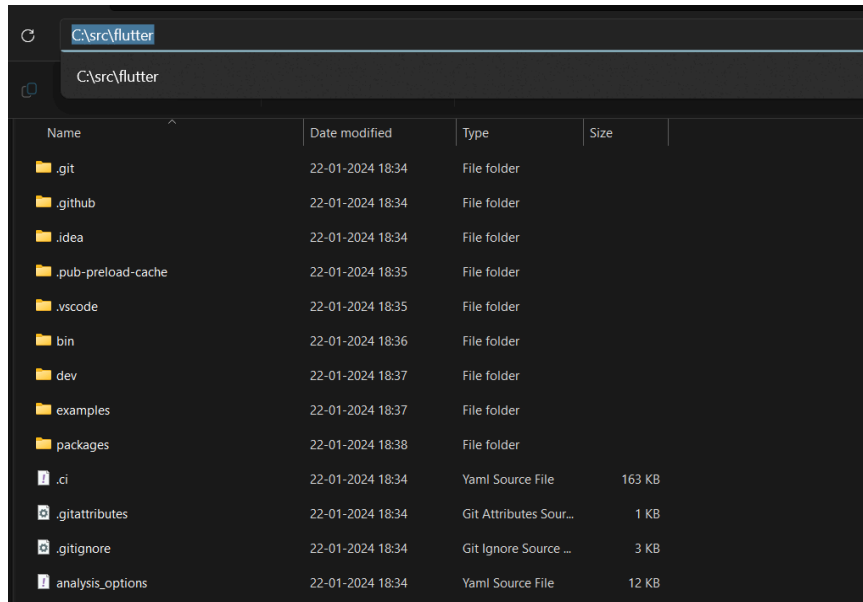 C:\src\flutter
C:\src\flutter
Name Date modified Type Size
.git 22-01-2024 18:34 File folder
.github 22-01-2024 18:34 File folder
.idea 22-01-2024 18:34 File folder
.pub-preload-cache 22-01-2024 18:35 File folder
.vscode 22-01-2024 18:35 File folder
bin 22-01-2024 18:36 File folder
dev 22-01-2024 18:37 File folder
examples 22-01-2024 18:37 File folder
packages 22-01-2024 18:38 File folder
.ci 22-01-2024 18:34 Yaml Source File 163 KB
.gitattributes 22-01-2024 18:34 Git Attributes Sour... 1 KB
.gitignore 22-01-2024 18:34 Git Ignore Source ... 3 KB
analysis_options 22-01-2024 18:34 Yaml Source File 12 KB